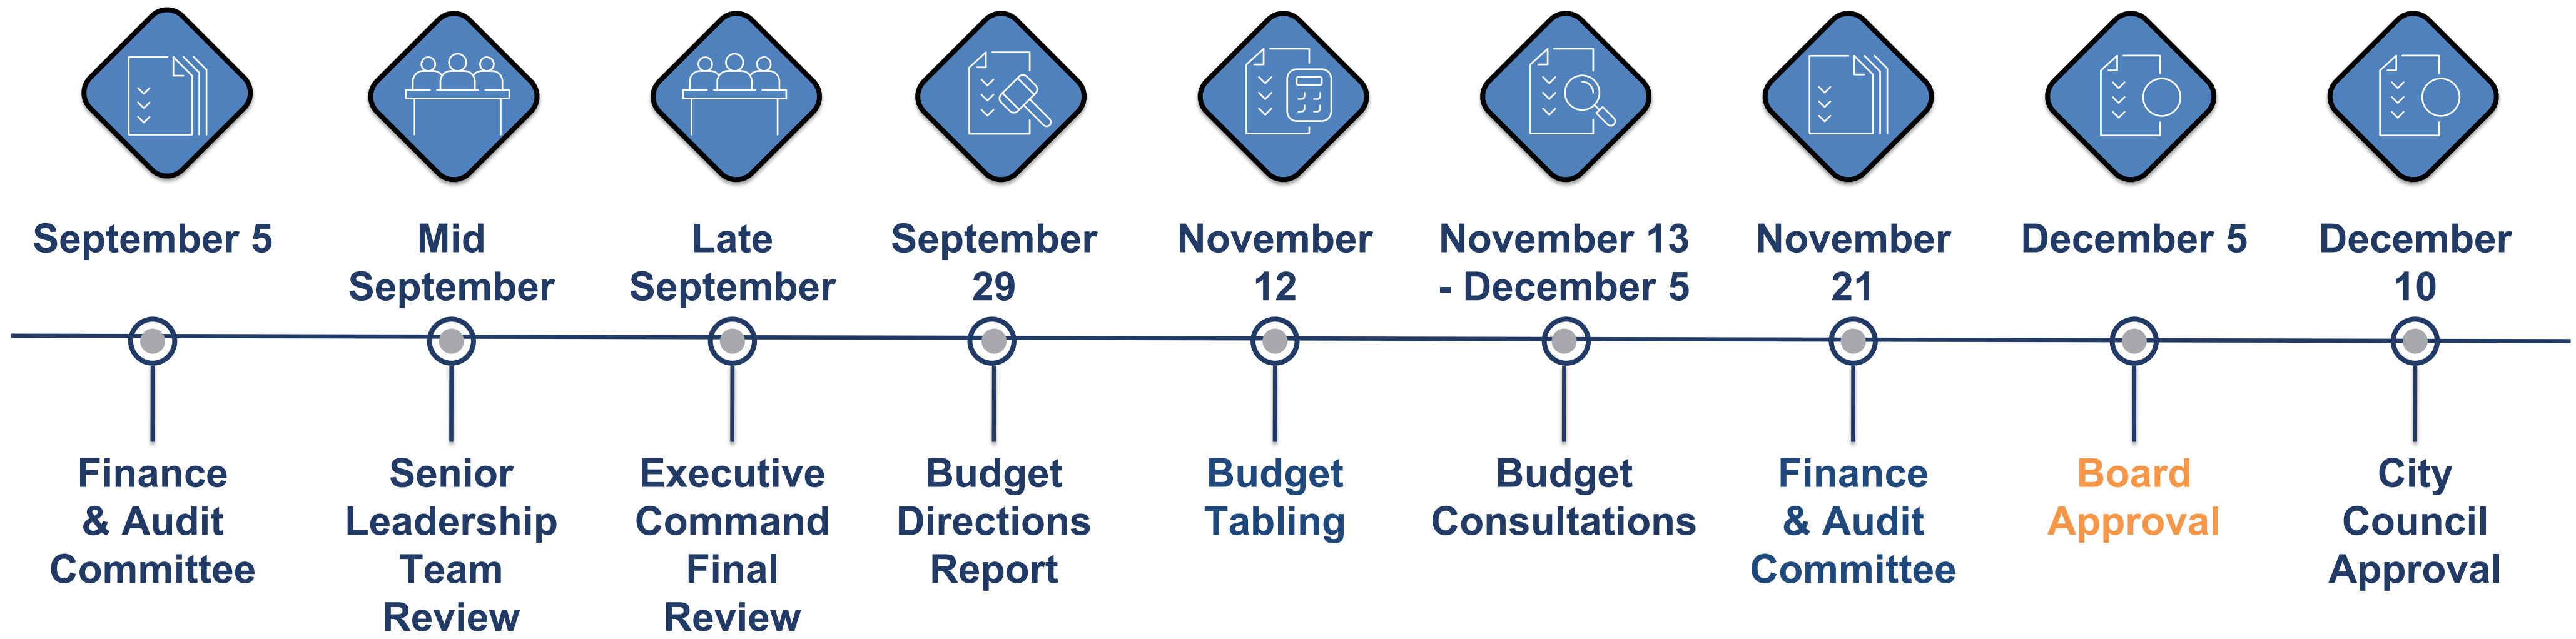 September 5
Mid
September
Late
September
September
29
November
12
November 13
- December 5
November
21
December 5
December
10
Finance
& Audit
Committee
Senior
Leadership
Team
Review
Executive
Command
Final
Review
Budget
Directions
Report
Budget
Tabling
Budget
Consultations
Finance
& Audit
Committee
Board
Approval
City
Council
Approval